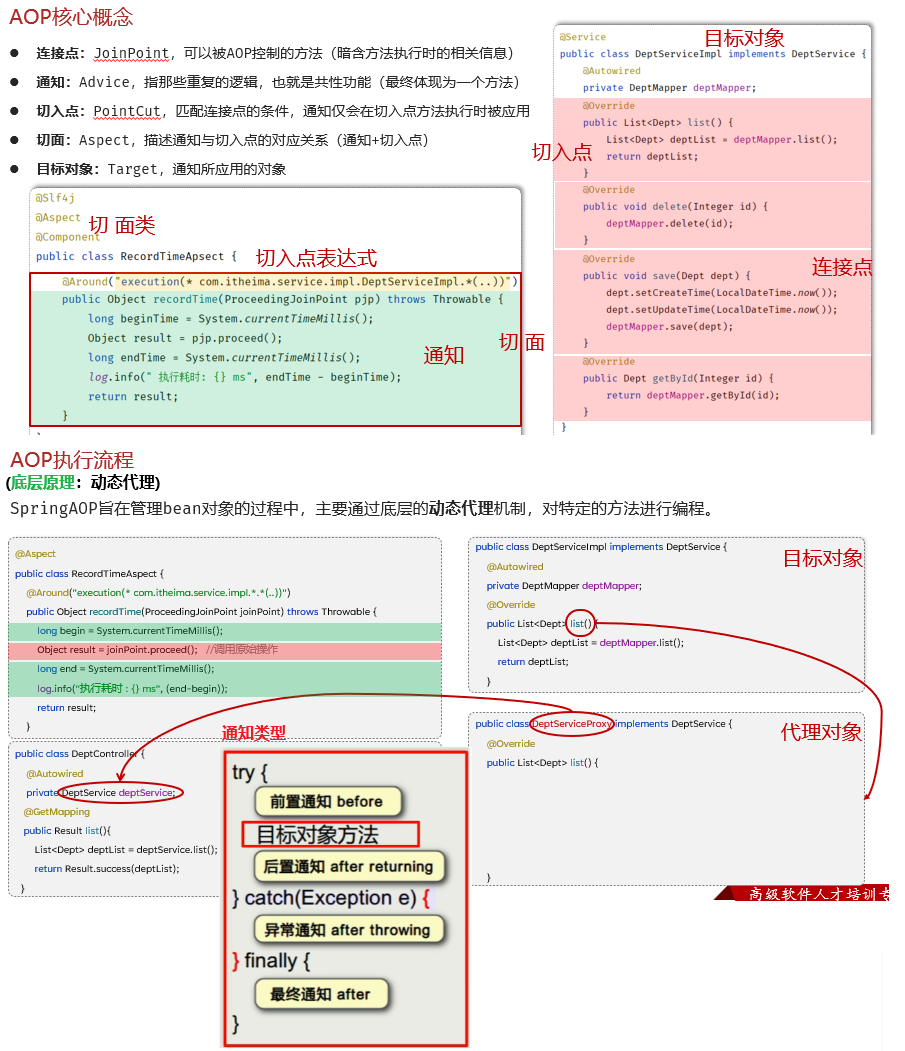 AOP核心概念
● 连接点：JoinPoint，可以被AOP控制的方法（暗含方法执行时的相关信息）
● 通知：Advice，指那些重复的逻辑，也就是共性功能（最终体现为一个方法）
● 切入点：PointCut，匹配连接点的条件，通知仅会在切入点方法执行时被应用
● 切面：Aspect，描述通知与切入点的对应关系（通知+切入点）
● 目标对象：Target，通知所应用的对象
@Slf4j
@Aspect
切 面类
@Component
public class RecordTimeApsect {
切入点表达式
@Around("execution(* com.itheima.service.impl.DeptServiceImpl.*(..))")
public Object recordTime(ProceedingJoinPoint pjp) throws Throwable {
long beginTime = System.currentTimeMillis();
Object result = pjp.proceed();
通知
切 面
long endTime = System.currentTimeMillis();
log.info(" 执行耗时: {} ms", endTime - beginTime);
return result;
}
@Service
目标对象
public class DeptServiceImpl implements DeptService {
@Autowired
private DeptMapper deptMapper;
@Override
public List<Dept> list() {
List<Dept> deptList = deptMapper.list();
切入点
return deptList;
}
@Override
public void delete(Integer id) {
deptMapper.delete(id);
}
@Override
连接点
public void save(Dept dept) {
dept.setCreateTime(LocalDateTime.now());
dept.setUpdateTime(LocalDateTime.now());
deptMapper.save(dept);
}
@Override
public Dept getById(Integer id) {
return deptMapper.getById(id);
}
}
AOP执行流程
(底层原理：动态代理)
SpringAOP旨在管理bean对象的过程中，主要通过底层的动态代理机制，对特定的方法进行编程。
@Aspect
public class RecordTimeAspect {
@Around("execution(* com.itheima.service.impl.*.*(..))")
public Object recordTime(ProceedingJoinPoint joinPoint) throws Throwable {
long begin = System.currentTimeMillis();
Object result = joinPoint.proceed(); //调用原始操作
long end = System.currentTimeMillis();
log.info("执行耗时 : {} ms", (end-begin));
return result;
}
public class DeptServiceImpl implements DeptService {
目标对象
@Autowired
private DeptMapper deptMapper;
@Override
public List<Dept> list() {
List<Dept> deptList = deptMapper.list();
return deptList;
}
public class DeptController {
@Autowired
private DeptService deptService;
@GetMapping
public Result list(){
List<Dept> deptList = deptService.list();
return Result.success(deptList);
}
public class DeptServiceProxy implements DeptService {
代理对象
@Override
public List<Dept> list() {
}
高级软件人才培训专
通知类型
try {
前置通知 before
目标对象方法
后置通知 after returning
} catch(Exception e) {
异常通知 after throwing
} finally {
最终通知 after
}